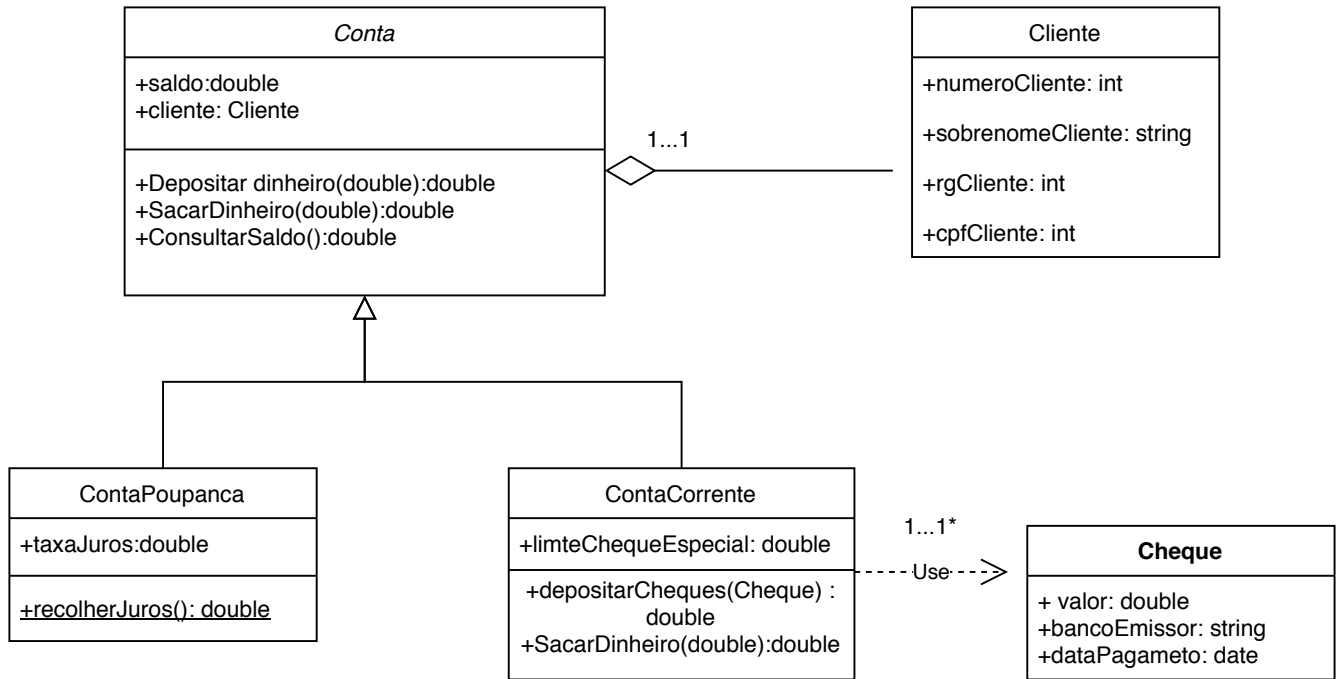 Conta
+saldo:double
+cliente: Cliente
+Depositar dinheiro(double):double
+SacarDinheiro(double):double
+ConsultarSaldo():double
1...1
Cliente
+numeroCliente: int
+sobrenomeCliente: string
+rgCliente: int
+cpfCliente: int
ContaPoupanca
+taxaJuros:double
+recolherJuros(): double
ContaCorrente
+limteChequeEspecial: double
+depositarCheques(Cheque) :
double
+SacarDinheiro(double):double
1...1*
Use
Cheque
+ valor: double
+bancoEmissor: string
+dataPagameto: date